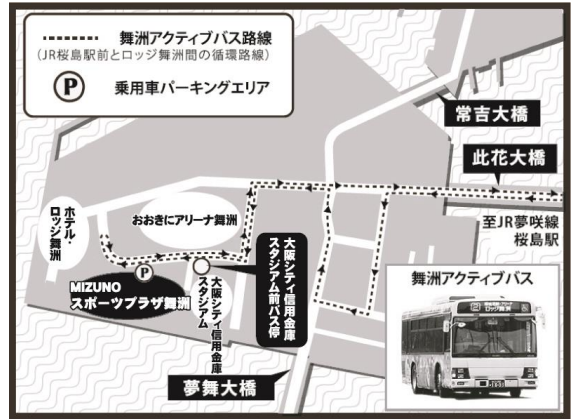 舞洲アクティブバス路線
(JR桜島駅前とロッジ舞洲間の循環路線)
P 乗用車パーキングエリア
常吉大橋
此花大橋
至JR夢咲線
桜島駅
ホテル・
ロッジ舞洲
おおきにアリーナ舞洲
P
MIZUNO
スポーツプラザ舞洲
大阪シティ信用金庫
スタジアム
大阪シティ信用金庫
スタジアム前バス停
夢舞大橋
舞洲アクティブバス
ロッジ舞洲